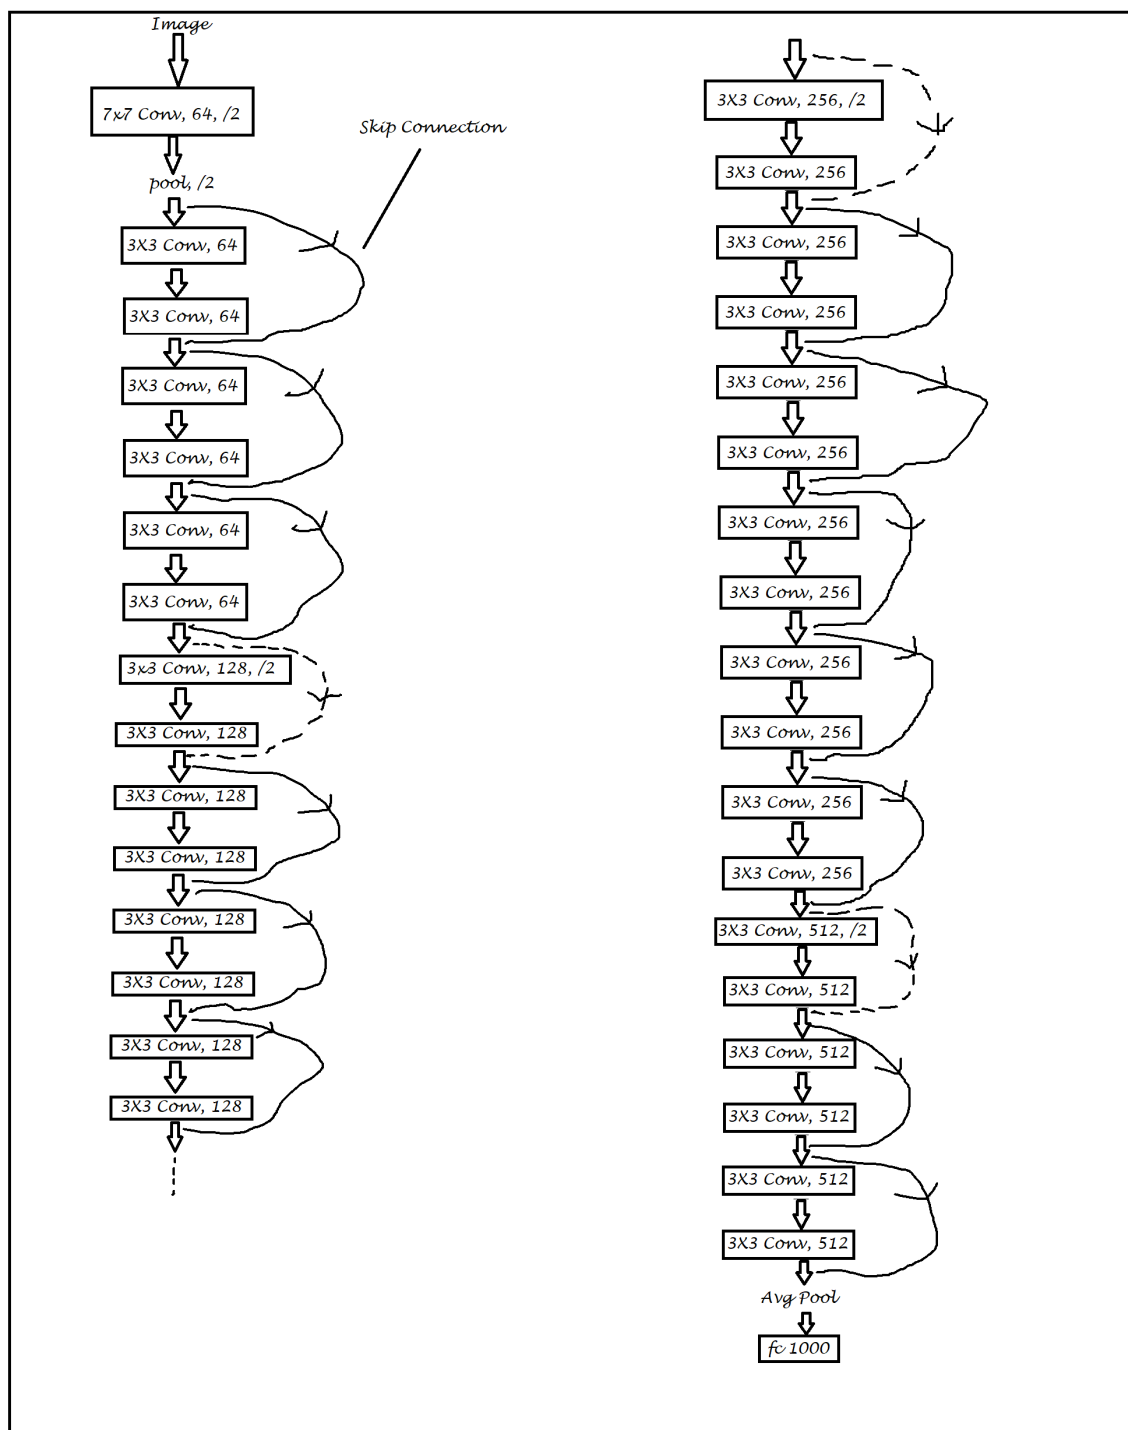 Image
7x7 Conv, 64, /2
Skip Connection
pool, /2
3X3 Conv, 64
3X3 Conv, 64
3X3 Conv, 64
3X3 Conv, 64
3X3 Conv, 64
3X3 Conv, 64
3x3 Conv, 128, /2
3X3 Conv, 128
3X3 Conv, 128
3X3 Conv, 128
3X3 Conv, 128
3X3 Conv, 128
3X3 Conv, 128
3X3 Conv, 128
3X3 Conv, 256, /2
3X3 Conv, 256
3X3 Conv, 256
3X3 Conv, 256
3X3 Conv, 256
3X3 Conv, 256
3X3 Conv, 256
3X3 Conv, 256
3X3 Conv, 256
3X3 Conv, 256
3X3 Conv, 256
3X3 Conv, 256
3X3 Conv, 512, /2
3X3 Conv, 512
3X3 Conv, 512
3X3 Conv, 512
3X3 Conv, 512
3X3 Conv, 512
Avg Pool
fc 1000